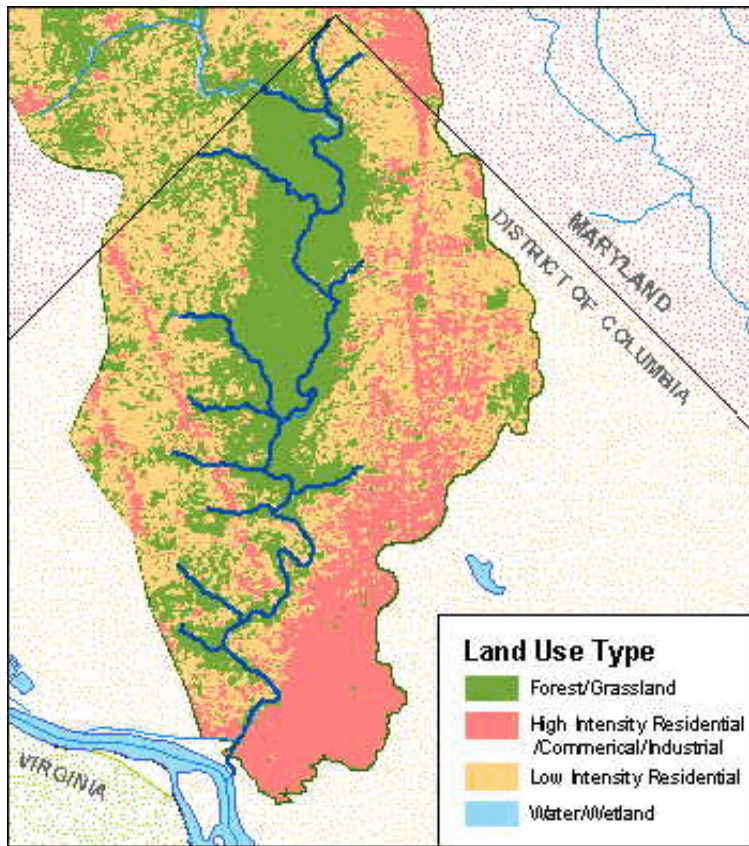 MARYLAND
DISTRICT OF COLUMBIA
VIRGINIA
Land Use Type
Forest/Grassland
High Intensity Residential
/Commerical/Industrial
Low Intensity Residential
Water/Wetland